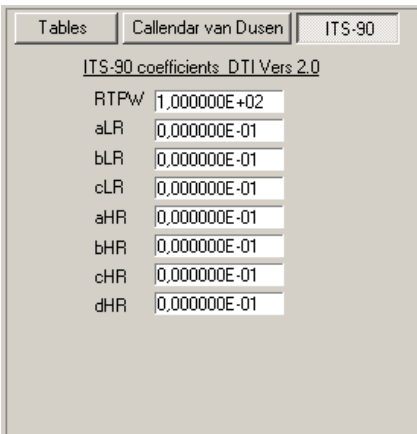 Tables Callendar van Dusen ITS-90
ITS-90 coefficients DTI Vers 2.0
RTPW 1,000000E+02
aLR 0,000000E-01
bLR 0,000000E-01
cLR 0,000000E-01
aHR 0,000000E-01
bHR 0,000000E-01
cHR 0,000000E-01
dHR 0,000000E-01